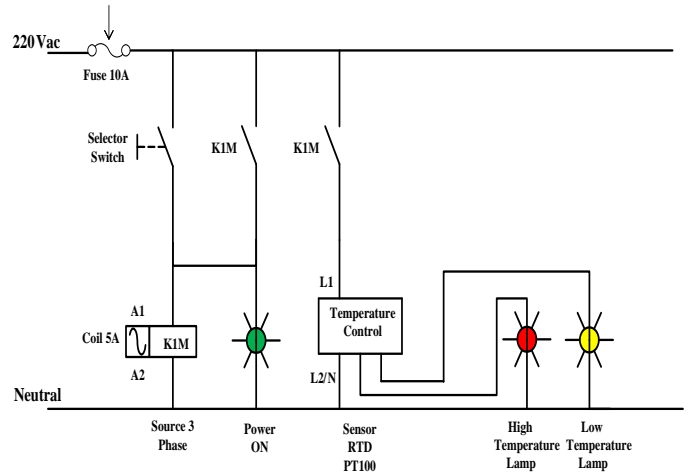 220Vac
Fuse 10A
Selector
Switch
K1M
K1M
L1
A1
Coil 5A
K1M
A2
Temperature
Control
L2/N
Neutral
Source 3
Phase
Power
ON
Sensor
RTD
PT100
High
Temperature
Lamp
Low
Temperature
Lamp